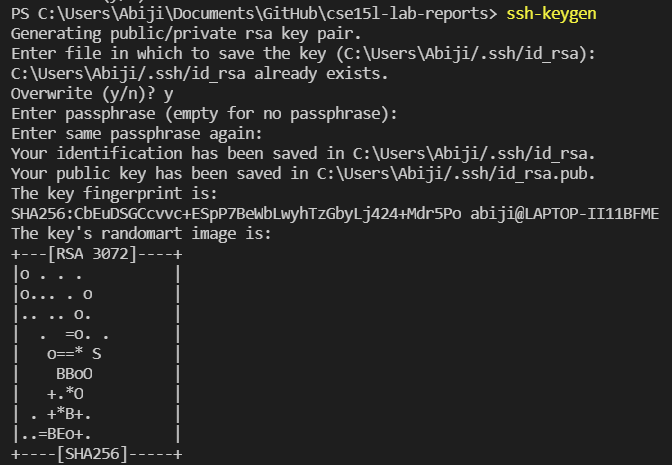 PS C:\Users\Abiji\Documents\GitHub\cse15l-lab-reports> ssh-keygen
Generating public/private rsa key pair.
Enter file in which to save the key (C:\Users\Abiji/.ssh/id_rsa):
C:\Users\Abiji/.ssh/id_rsa already exists.
Overwrite (y/n)? y
Enter passphrase (empty for no passphrase):
Enter same passphrase again:
Your identification has been saved in C:\Users\Abiji/.ssh/id_rsa.
Your public key has been saved in C:\Users\Abiji/.ssh/id_rsa.pub.
The key fingerprint is:
SHA256:CbEuDSGCcvvc+ESpP7BeWbLwyhTzGbyLj424+Mdr5Po abiji@LAPTOP-II11BFME
The key's randomart image is:
+---[RSA 3072]----+
|o . . .          |
|o... . o         |
|.. .. o.         |
|  .  =o. .       |
|   o==* S        |
|    BBoO         |
|   +.*O          |
| . +*B+.         |
|..=BEo+.         |
+----[SHA256]-----+